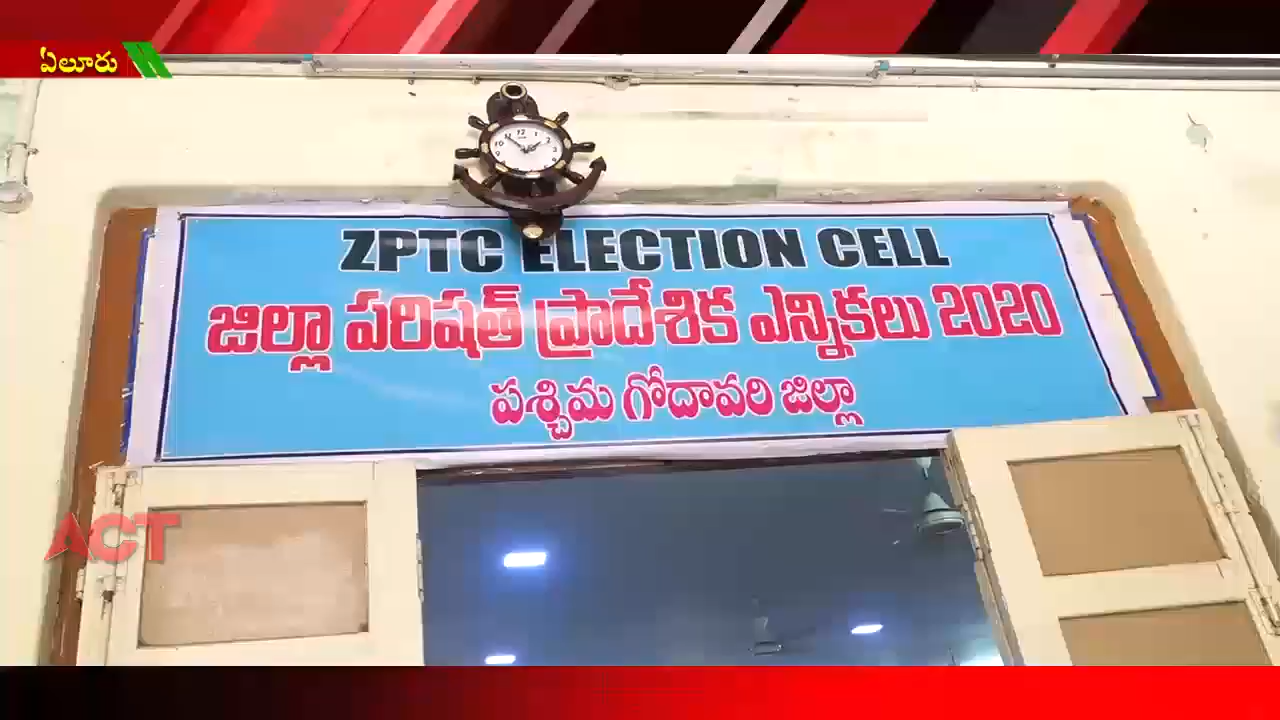 ఏలూరు
ZPTC ELECTION CELL
జిల్లా పరిషత్ ప్రాదేశిక ఎన్నికలు 2020
పశ్చిమ గోదావరి జిల్లా
ACT